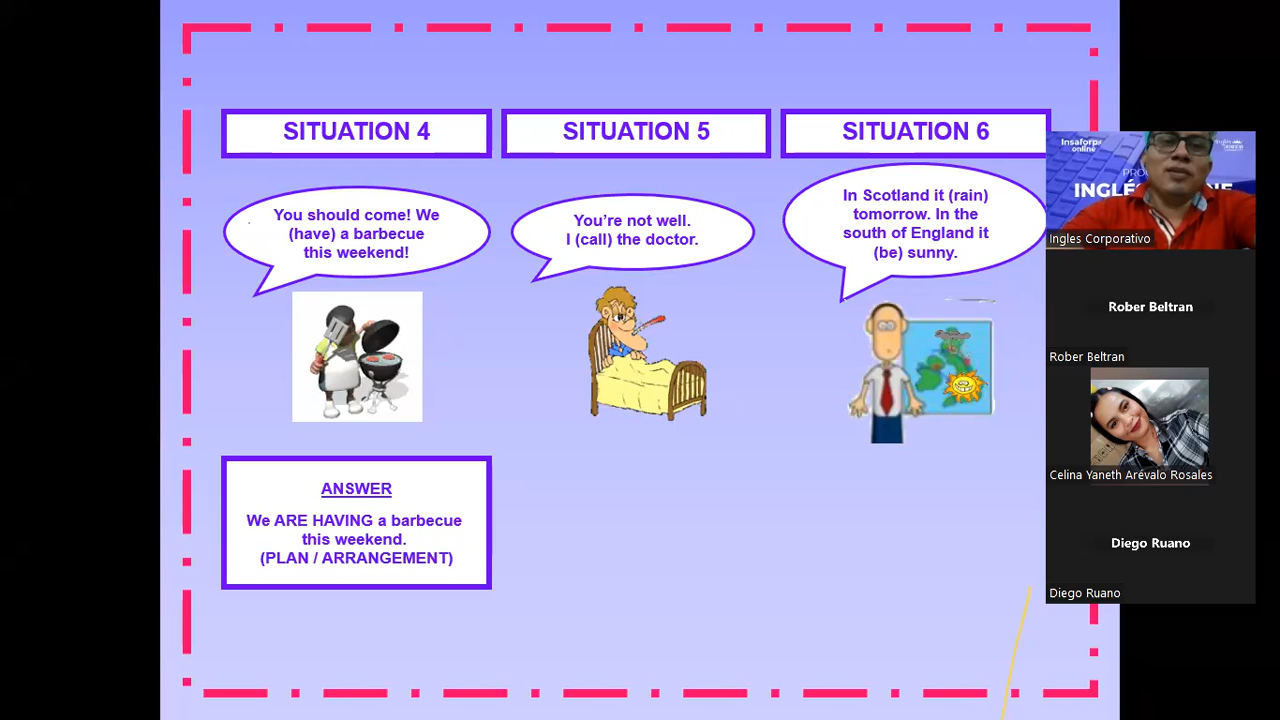 SITUATION 4
SITUATION 5
SITUATION 6
You should come! We
(have) a barbecue
this weekend!
You're not well.
I (call) the doctor.
In Scotland it (rain)
tomorrow. In the
south of England it
(be) sunny.
ANSWER
We ARE HAVING a barbecue
this weekend.
(PLAN / ARRANGEMENT)
Insaforp
online
Ingles Corporativo
Rober Beltran
Rober Beltran
Celina Yaneth Arévalo Rosales
Diego Ruano
Diego Ruano